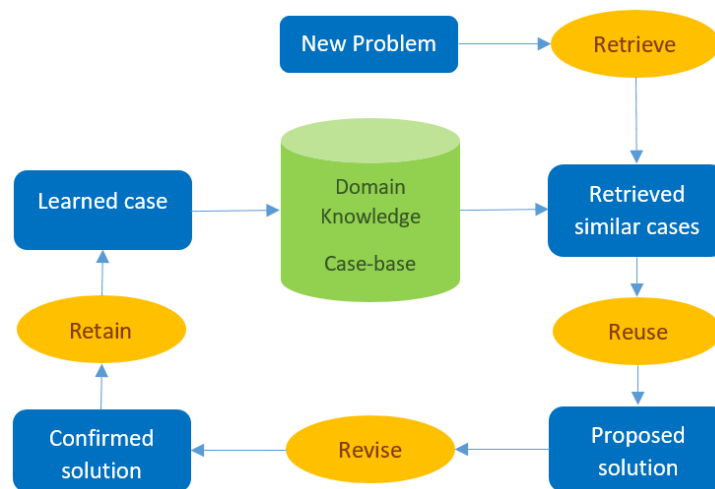 New Problem
Retrieve
Learned case
Domain
Knowledge
Case-base
Retrieved
similar cases
Retain
Reuse
Confirmed
solution
Revise
Proposed
solution